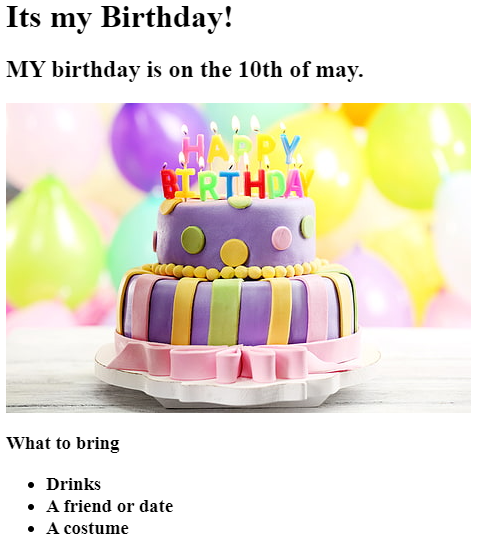 Its my Birthday!
MY birthday is on the 10th of may.
HAPPY
BIRTHDAY
What to bring
Drinks
A friend or date
A costume